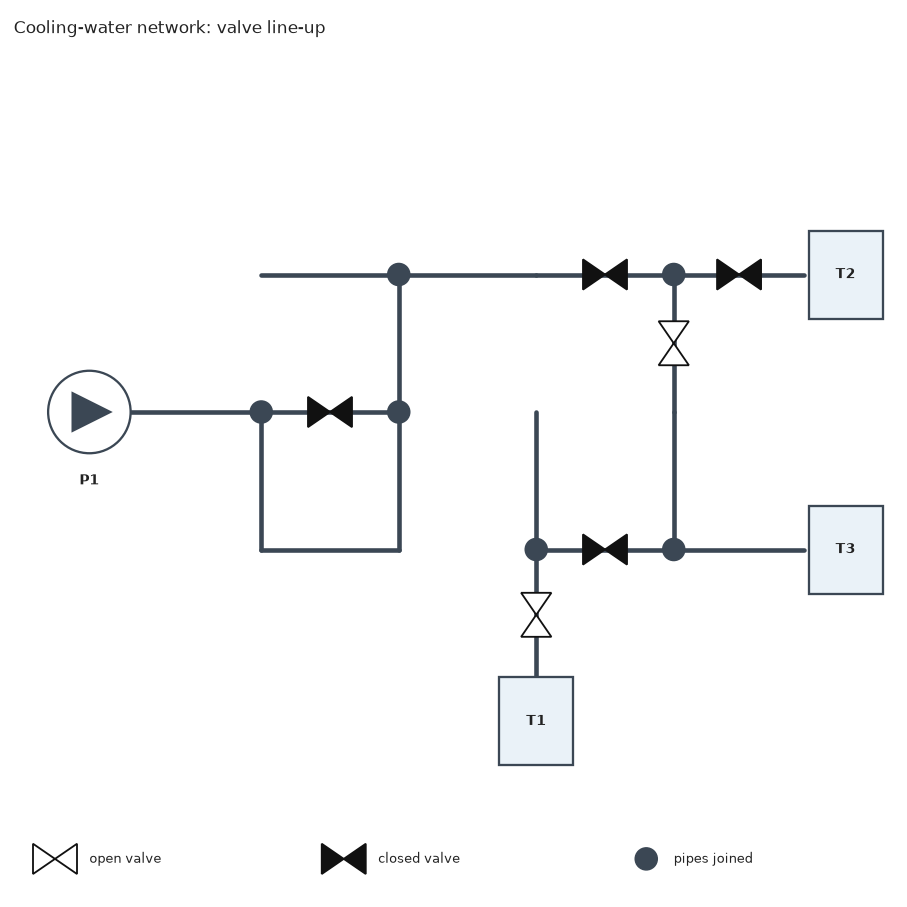 Cooling-water network: valve line-up
T2
P1
T3
T1
open valve
closed valve
pipes joined